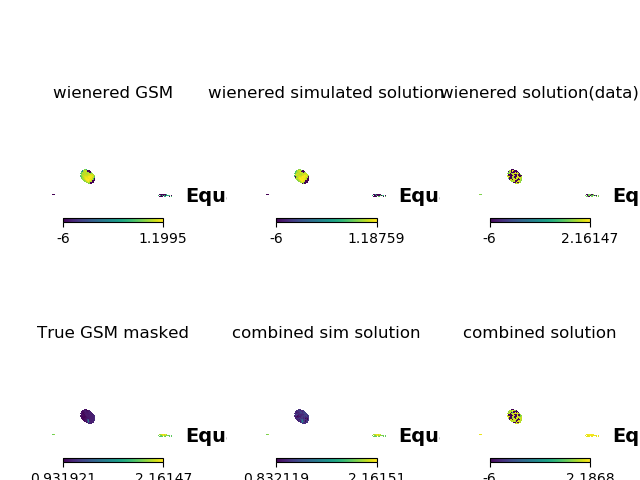 wienered GSM wienered simulated solution wienered solution(data)
Equ Equ Eq
-6 1.1995 -6 1.18759 -6 2.16147
True GSM masked combined sim solution combined solution
Equ Equ Eq
0.931921 2.16147 0.832119 2.16151 -6 2.1868